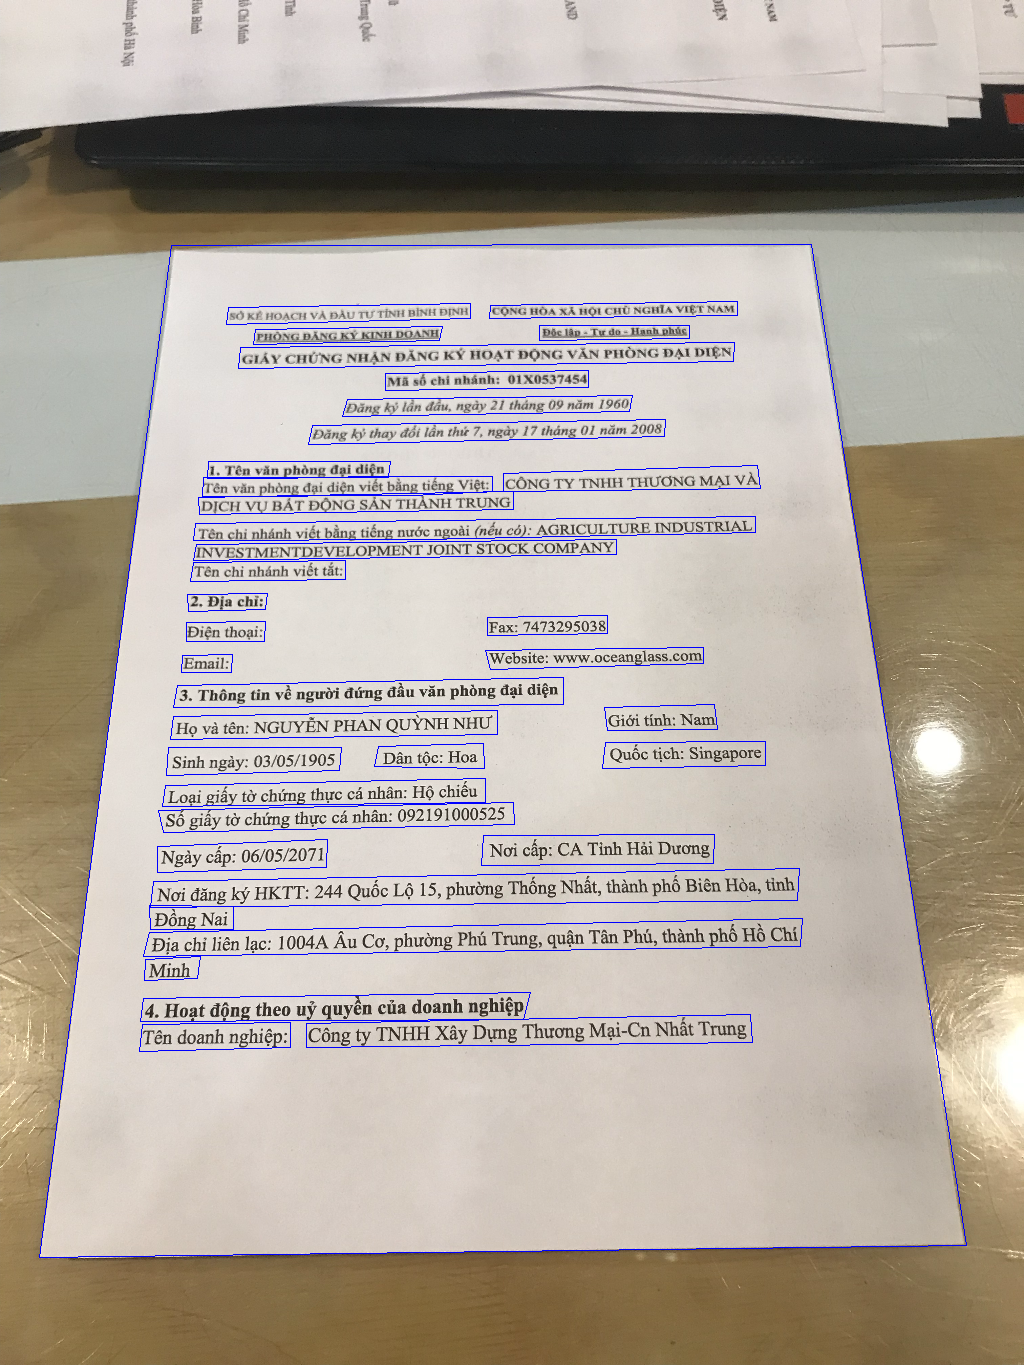 SỞ KẾ HOẠCH VÀ ĐẦU TƯ TỈNH BÌNH ĐỊNH CỘNG HÒA XÃ HỘI CHỦ NGHĨA VIỆT NAM
PHÒNG ĐĂNG KÝ KINH DOANH Độc lập - Tự do - Hạnh phúc
GIẤY CHỨNG NHẬN ĐĂNG KÝ HOẠT ĐỘNG VĂN PHÒNG ĐẠI DIỆN
Mã số chi nhánh: 01X0537454
Đăng ký lần đầu, ngày 21 tháng 09 năm 1960
Đăng ký thay đổi lần thứ 7, ngày 17 tháng 01 năm 2008
1. Tên văn phòng đại diện
Tên văn phòng đại diện viết bằng tiếng Việt: CÔNG TY TNHH THƯƠNG MẠI VÀ
DỊCH VỤ BẤT ĐỘNG SẢN THÀNH TRUNG
Tên chi nhánh viết bằng tiếng nước ngoài (nếu có): AGRICULTURE INDUSTRIAL
INVESTMENTDEVELOPMENT JOINT STOCK COMPANY
Tên chi nhánh viết tắt:
2. Địa chỉ:
Điện thoại: Fax: 7473295038
Email: Website: www.oceanglass.com
3. Thông tin về người đứng đầu văn phòng đại diện
Họ và tên: NGUYỄN PHAN QUỲNH NHƯ Giới tính: Nam
Sinh ngày: 03/05/1905 Dân tộc: Hoa Quốc tịch: Singapore
Loại giấy tờ chứng thực cá nhân: Hộ chiếu
Số giấy tờ chứng thực cá nhân: 092191000525
Ngày cấp: 06/05/2071 Nơi cấp: CA Tỉnh Hải Dương
Nơi đăng ký HKTT: 244 Quốc Lộ 15, phường Thống Nhất, thành phố Biên Hòa, tỉnh
Đồng Nai
Địa chỉ liên lạc: 1004A Âu Cơ, phường Phú Trung, quận Tân Phú, thành phố Hồ Chí
Minh
4. Hoạt động theo uỷ quyền của doanh nghiệp
Tên doanh nghiệp: Công ty TNHH Xây Dựng Thương Mại-Cn Nhất Trung